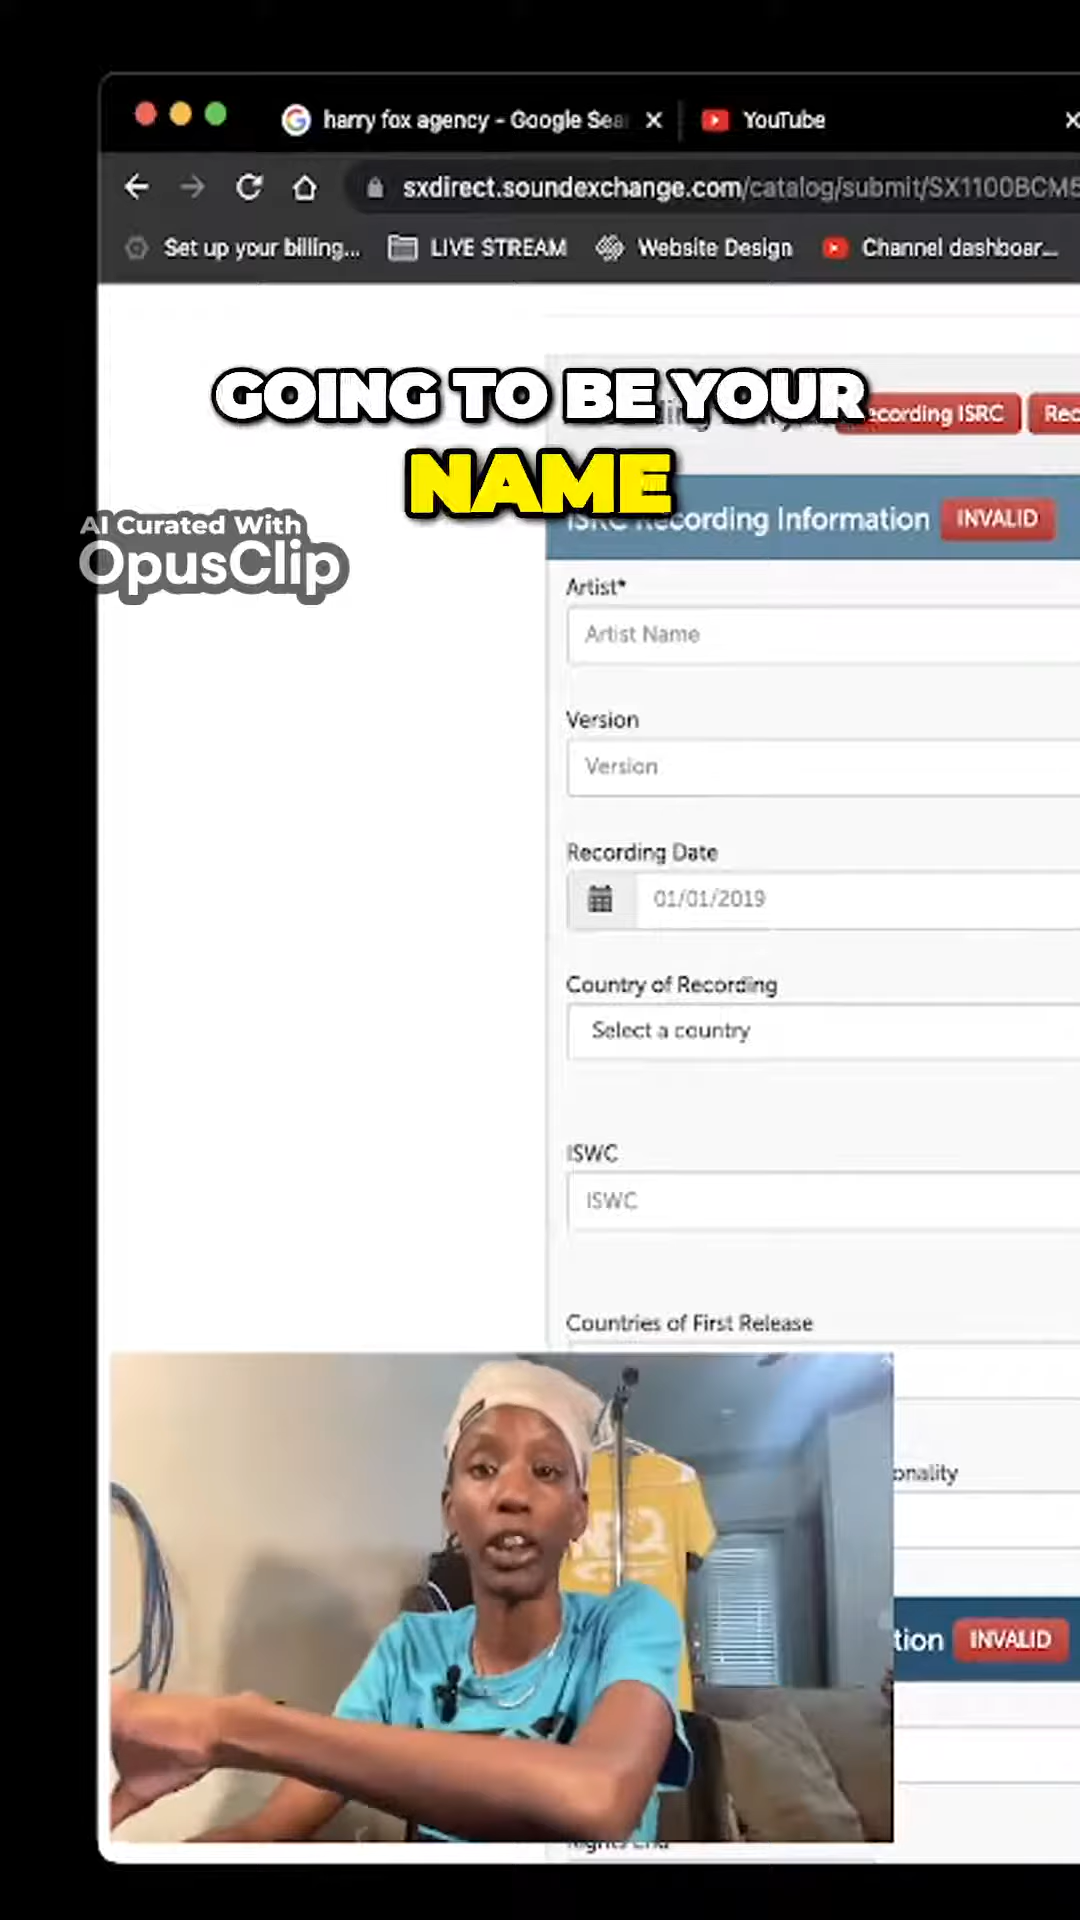 harry fox agency - Google Sea
YouTube
sxdirect.soundexchange.com/catalog/submit/SX1100BCM5
Set up your billing...
LIVE STREAM
Website Design
Channel dashboar...
GOING TO BE YOUR
NAME
ecording ISRC
Rec
AI Curated With
OpusClip
ISRC Recording Information
INVALID
Artist*
Artist Name
Version
Version
Recording Date
01/01/2019
Country of Recording
Select a country
ISWC
ISWC
Countries of First Release
onality
tion
INVALID